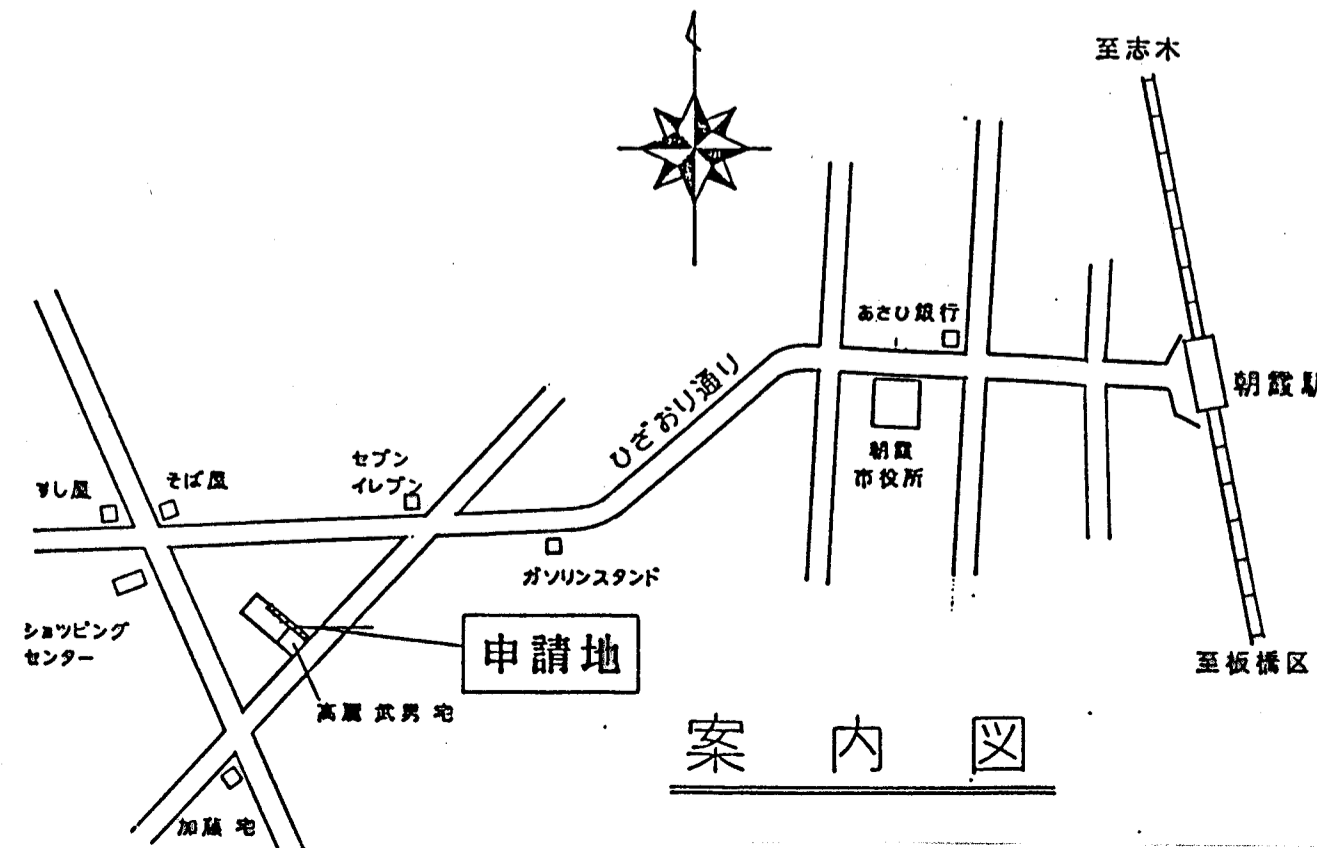 至志木
あさひ銀行
朝霞駅
ひざおり通り
朝霞
市役所
セブン
イレブン
そば屋
すし屋
ガソリンスタンド
ショッピング
センター
申請地
至板橋区
高麗 武男 宅
案内図
加藤 宅